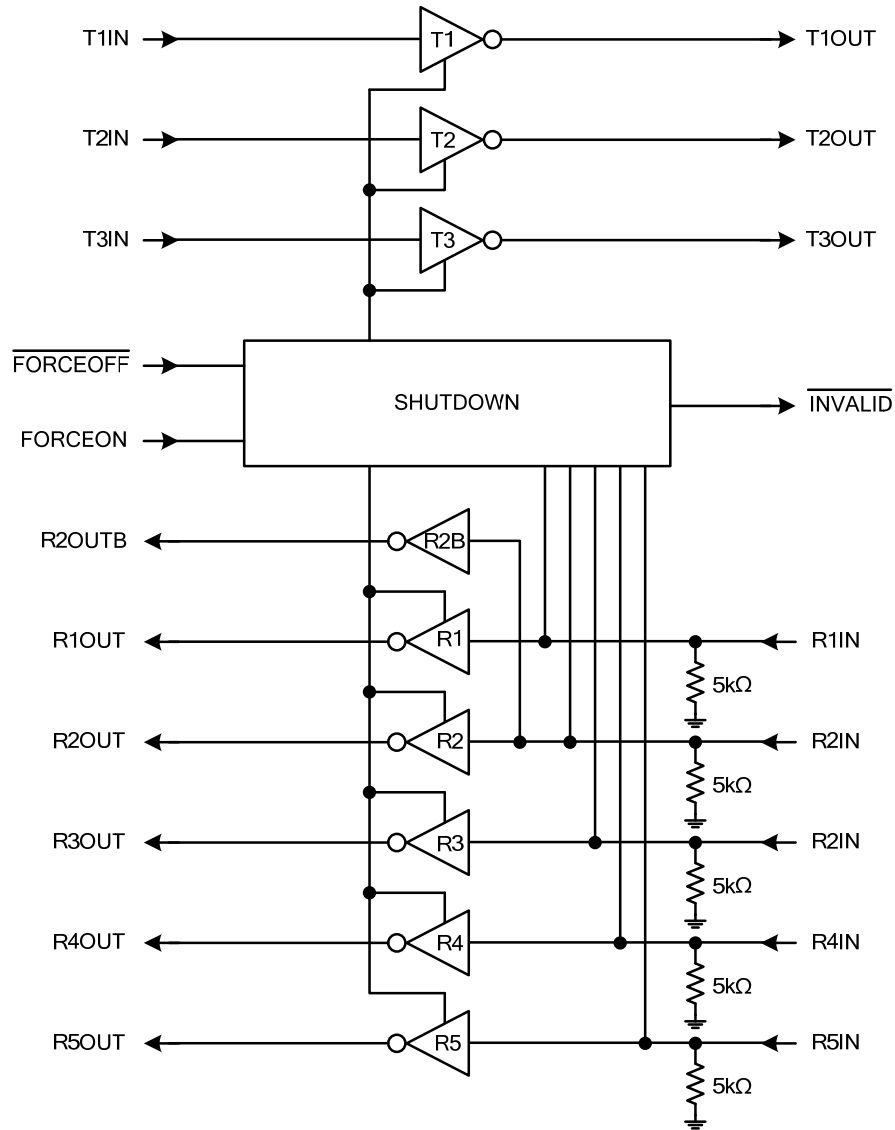 T1IN T1 T1OUT
T2IN T2 T2OUT
T3IN T3 T3OUT
FORCEOFF
SHUTDOWN INVALID
FORCEON
R2OUTB R2B
R1OUT R1 R1IN
5kΩ
R2OUT R2 R2IN
5kΩ
R3OUT R3 R2IN
5kΩ
R4OUT R4 R4IN
5kΩ
R5OUT R5 R5IN
5kΩ